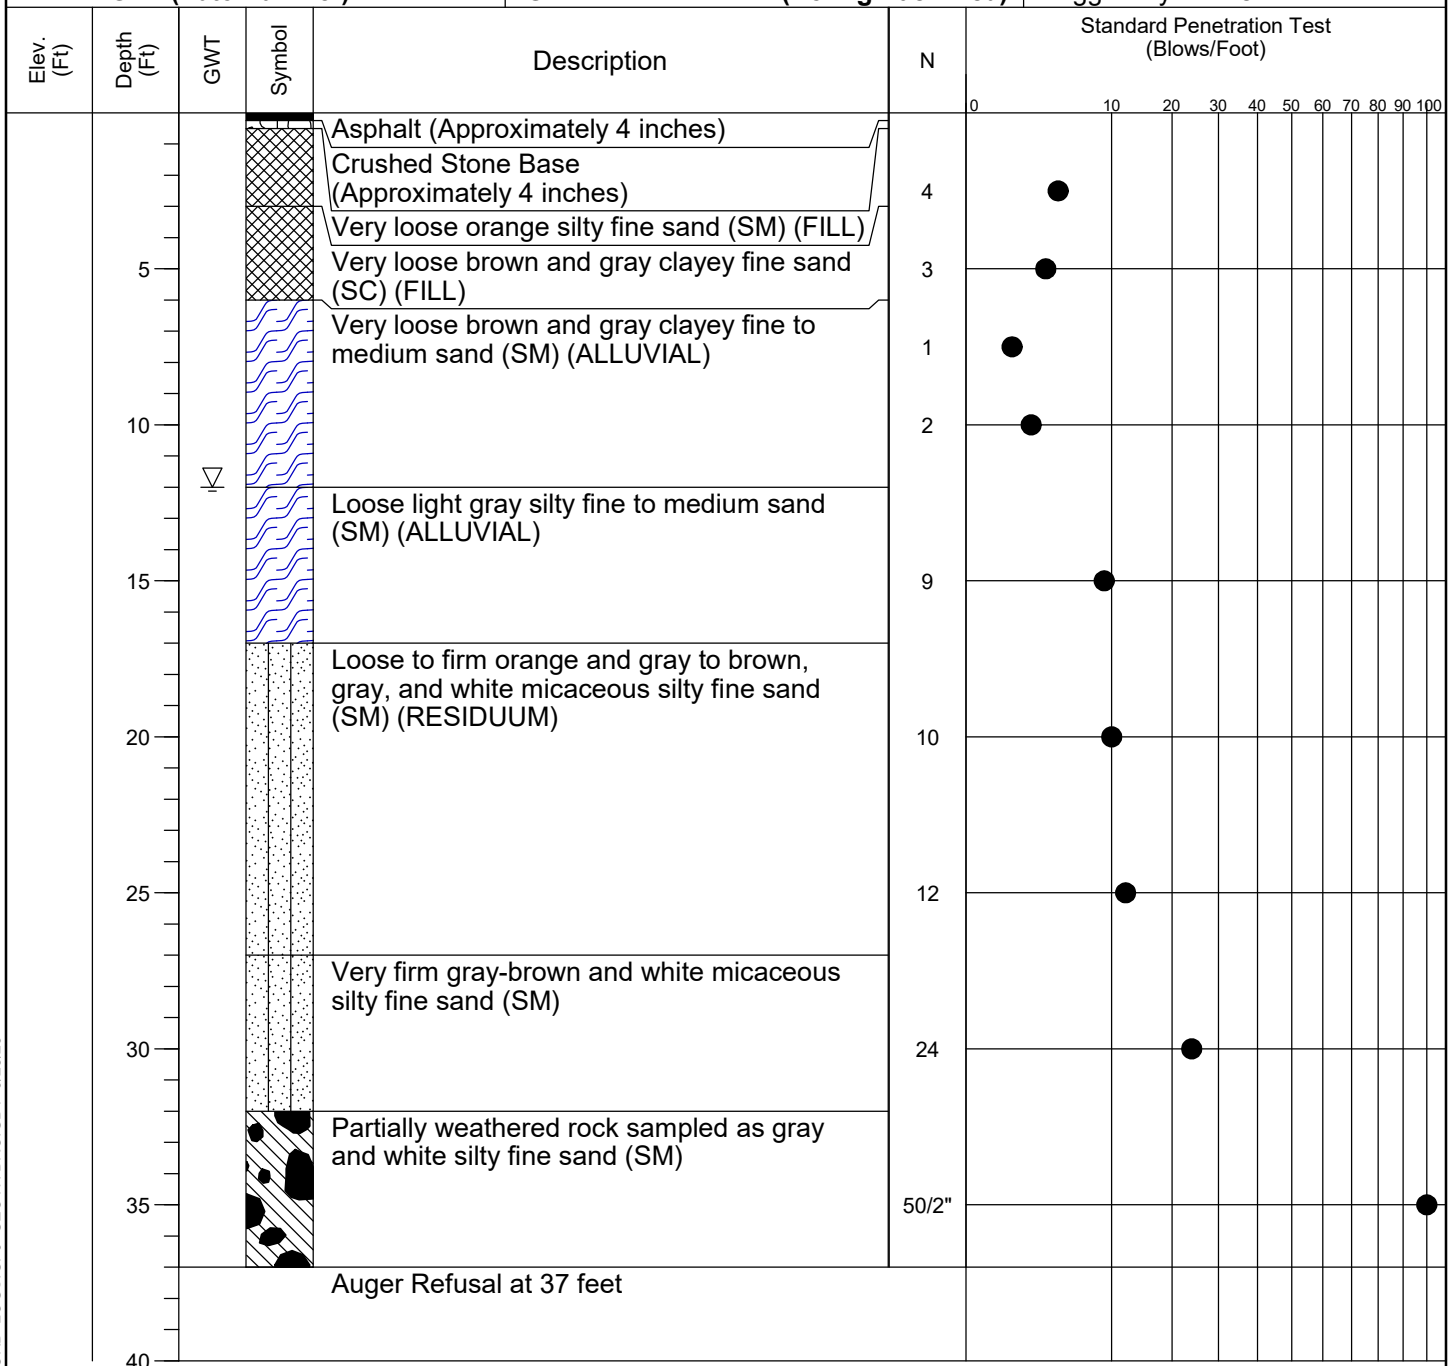 Elev.
(Ft)
Depth
(Ft)
GWT
Symbol
Description
N
Standard Penetration Test
(Blows/Foot)
0 10 20 30 40 50 60 70 80 90 100
Asphalt (Approximately 4 inches)
Crushed Stone Base
(Approximately 4 inches)
4
Very loose orange silty fine sand (SM) (FILL)
5
Very loose brown and gray clayey fine sand
(SC) (FILL)
3
Very loose brown and gray clayey fine to
medium sand (SM) (ALLUVIAL)
1
10
2
Loose light gray silty fine to medium sand
(SM) (ALLUVIAL)
15
9
Loose to firm orange and gray to brown,
gray, and white micaceous silty fine sand
(SM) (RESIDUUM)
20
10
25
12
Very firm gray-brown and white micaceous
silty fine sand (SM)
30
24
Partially weathered rock sampled as gray
and white silty fine sand (SM)
35
50/2"
Auger Refusal at 37 feet
40